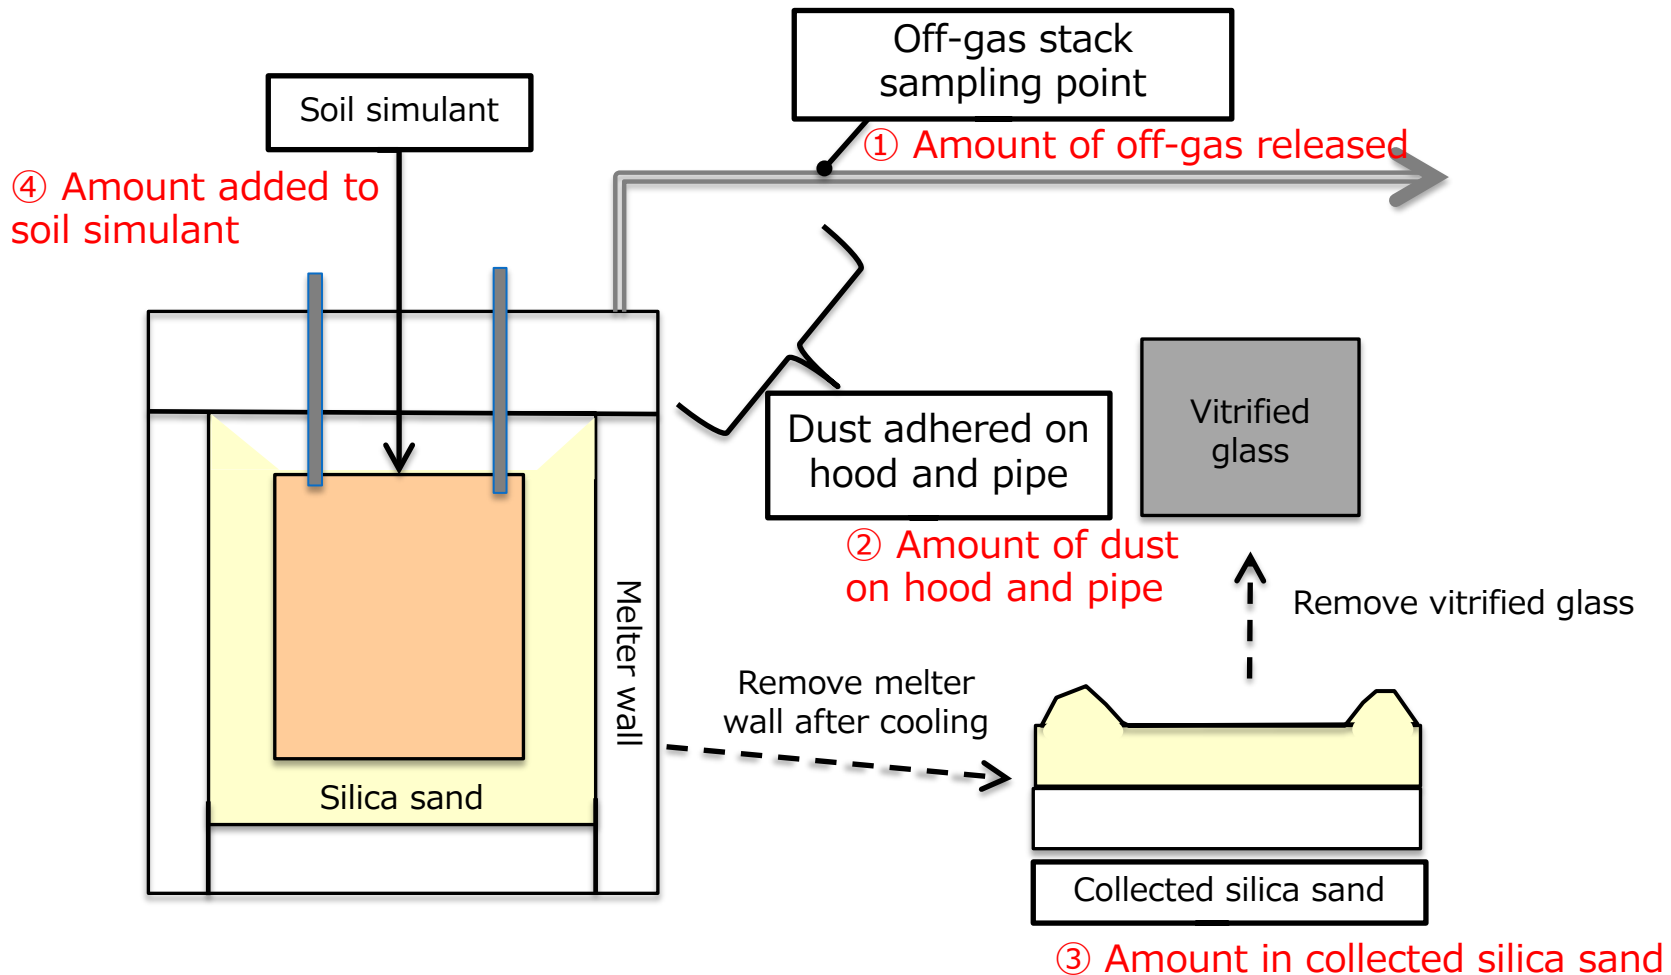 Off-gas stack
sampling point
Soil simulant
① Amount of off-gas released
④ Amount added to
soil simulant
Dust adhered on
hood and pipe
② Amount of dust
on hood and pipe
Vitrified
glass
Remove vitrified glass
Melter wall
Remove melter
wall after cooling
Silica sand
Collected silica sand
③ Amount in collected silica sand